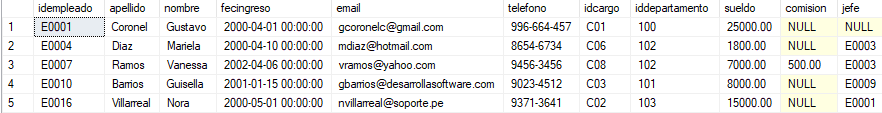 idempleado apellido nombre fecingreso email telefono idcargo iddepartamento sueldo comision jefe
1 E0001 Coronel Gustavo 2000-04-01 00:00:00 gcoronelc@gmail.com 996-664-457 C01 100 25000.00 NULL NULL
2 E0004 Diaz Mariela 2000-04-10 00:00:00 mdiaz@hotmail.com 8654-6734 C06 102 1800.00 NULL E0003
3 E0007 Ramos Vanessa 2002-04-06 00:00:00 vramos@yahoo.com 9456-3456 C08 102 7000.00 500.00 E0003
4 E0010 Barrios Guisella 2001-01-15 00:00:00 gbarrios@desarrollasoftware.com 9023-4512 C03 101 8000.00 NULL E0009
5 E0016 Villarreal Nora 2000-05-01 00:00:00 nvillarreal@soporte.pe 9371-3641 C02 103 15000.00 NULL E0001